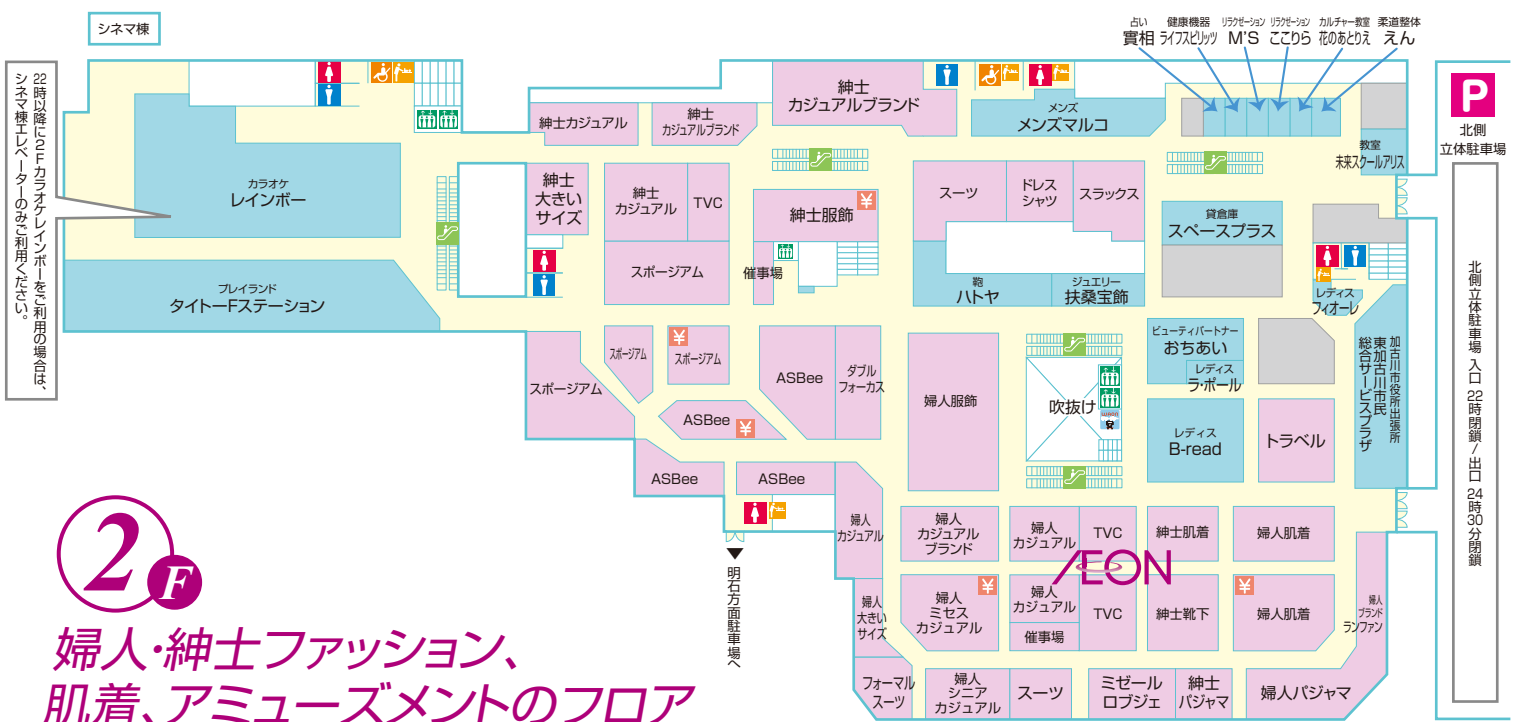 シネマ棟
22時以降に2Fカラオケレインボーをご利用の場合は、
シネマ棟エレベーターのみご利用ください。
占い
實相
健康機器
ライフスピリッツ
リラクゼーション
M'S
リラクゼーション
ここりら
カルチャー教室
花のあとりえ
柔道整体
えん
P
北側
立体駐車場
北側立体駐車場 入口 22時閉鎖/出口 24時30分閉鎖
カラオケ
レインボー
プレイランド
タイトーFステーション
紳士カジュアル
紳士
カジュアルブランド
紳士
カジュアルブランド
メンズ
メンズマルコ
教室
未来スクールアリス
紳士
大きい
サイズ
紳士
カジュアル
TVC
紳士服飾
¥
スーツ
ドレス
シャツ
スラックス
貸倉庫
スペースプラス
スポージアム
催事場
鞄
ハトヤ
ジュエリー
扶桑宝飾
レディス
フィオーレ
スポージアム
スポージアム
¥
スポージアム
ASBee
ダブル
フォーカス
婦人服飾
吹抜け
ビューティパートナー
おちあい
レディス
ラ・ポール
加古川市役所出張所
東加古川市民
総合サービスプラザ
ASBee
¥
レディス
B-read
トラベル
ASBee
ASBee
婦人
カジュアル
婦人
カジュアル
ブランド
婦人
カジュアル
TVC
紳士肌着
婦人肌着
AEON
明石方面駐車場へ
婦人
大きい
サイズ
婦人
ミセス
カジュアル
¥
婦人
カジュアル
催事場
TVC
紳士靴下
¥
婦人肌着
婦人
ブランド
ランファン
フォーマル
スーツ
婦人
シニア
カジュアル
スーツ
ミゼール
ロブジェ
紳士
パジャマ
婦人パジャマ
2F
婦人・紳士ファッション、
肌着、アミューズメントのフロア